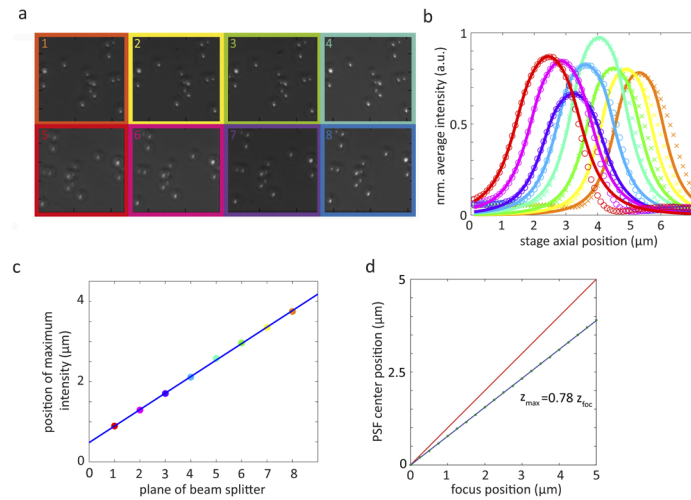 a
1 2 3 4
5 6 7 8
b
nrm. average intensity (a.u.)
1
0.5
0
0 1 2 3 4 5 6
stage axial position (μm)
c
position of maximum
intensity (μm)
4
2
0
0 1 2 3 4 5 6 7 8
plane of beam splitter
d
PSF center position (μm)
5
2.5
0
z_max=0.78 z_foc
0 1 2 3 4 5
focus position (μm)